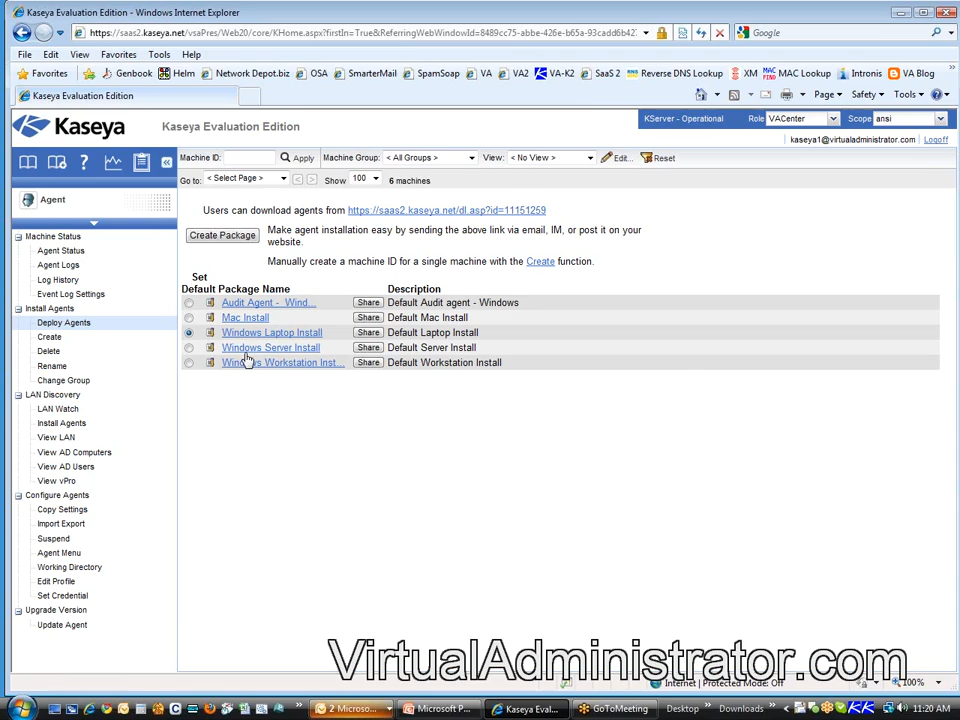 Kaseya Evaluation Edition - Windows Internet Explorer
https://saas2.kaseya.net/vsaPres/Web20/core/KHome.aspx?firstIn=True&ReferringWebWindowId=8489cc75-abbe-426e-b65a-93cadd6b427
Google
File Edit View Favorites Tools Help
Favorites Genbook Helm Network Depot.biz OSA SmarterMail SpamSoap VA VA2 VA-K2 SaaS 2 Reverse DNS Lookup XM MAC Lookup Intronis VA Blog
Kaseya Evaluation Edition
Page Safety Tools
Kaseya
Kaseya Evaluation Edition
KServer - Operational Role VACenter Scope ansi
kaseya1@virtualadministrator.com Logoff
Machine ID: Apply Machine Group: < All Groups > View: < No View > Edit... Reset
Go to: < Select Page > Show 100 6 machines
Agent
Machine Status
Agent Status
Agent Logs
Log History
Event Log Settings
Install Agents
Deploy Agents
Create
Delete
Rename
Change Group
LAN Discovery
LAN Watch
Install Agents
View LAN
View AD Computers
View AD Users
View vPro
Configure Agents
Copy Settings
Import Export
Suspend
Agent Menu
Working Directory
Edit Profile
Set Credential
Upgrade Version
Update Agent
Users can download agents from https://saas2.kaseya.net/dl.asp?id=11151259
Create Package
Make agent installation easy by sending the above link via email, IM, or post it on your
website.
Manually create a machine ID for a single machine with the Create function.
Set
Default Package Name Description
Audit Agent - Wind... Share Default Audit agent - Windows
Mac Install Share Default Mac Install
Windows Laptop Install Share Default Laptop Install
Windows Server Install Share Default Server Install
Windows Workstation Inst... Share Default Workstation Install
VirtualAdministrator.com
Internet | Protected Mode: Off 100%
2 Microso... Microsoft P... Kaseya Eval... GoToMeeting Desktop Downloads 11:20 AM